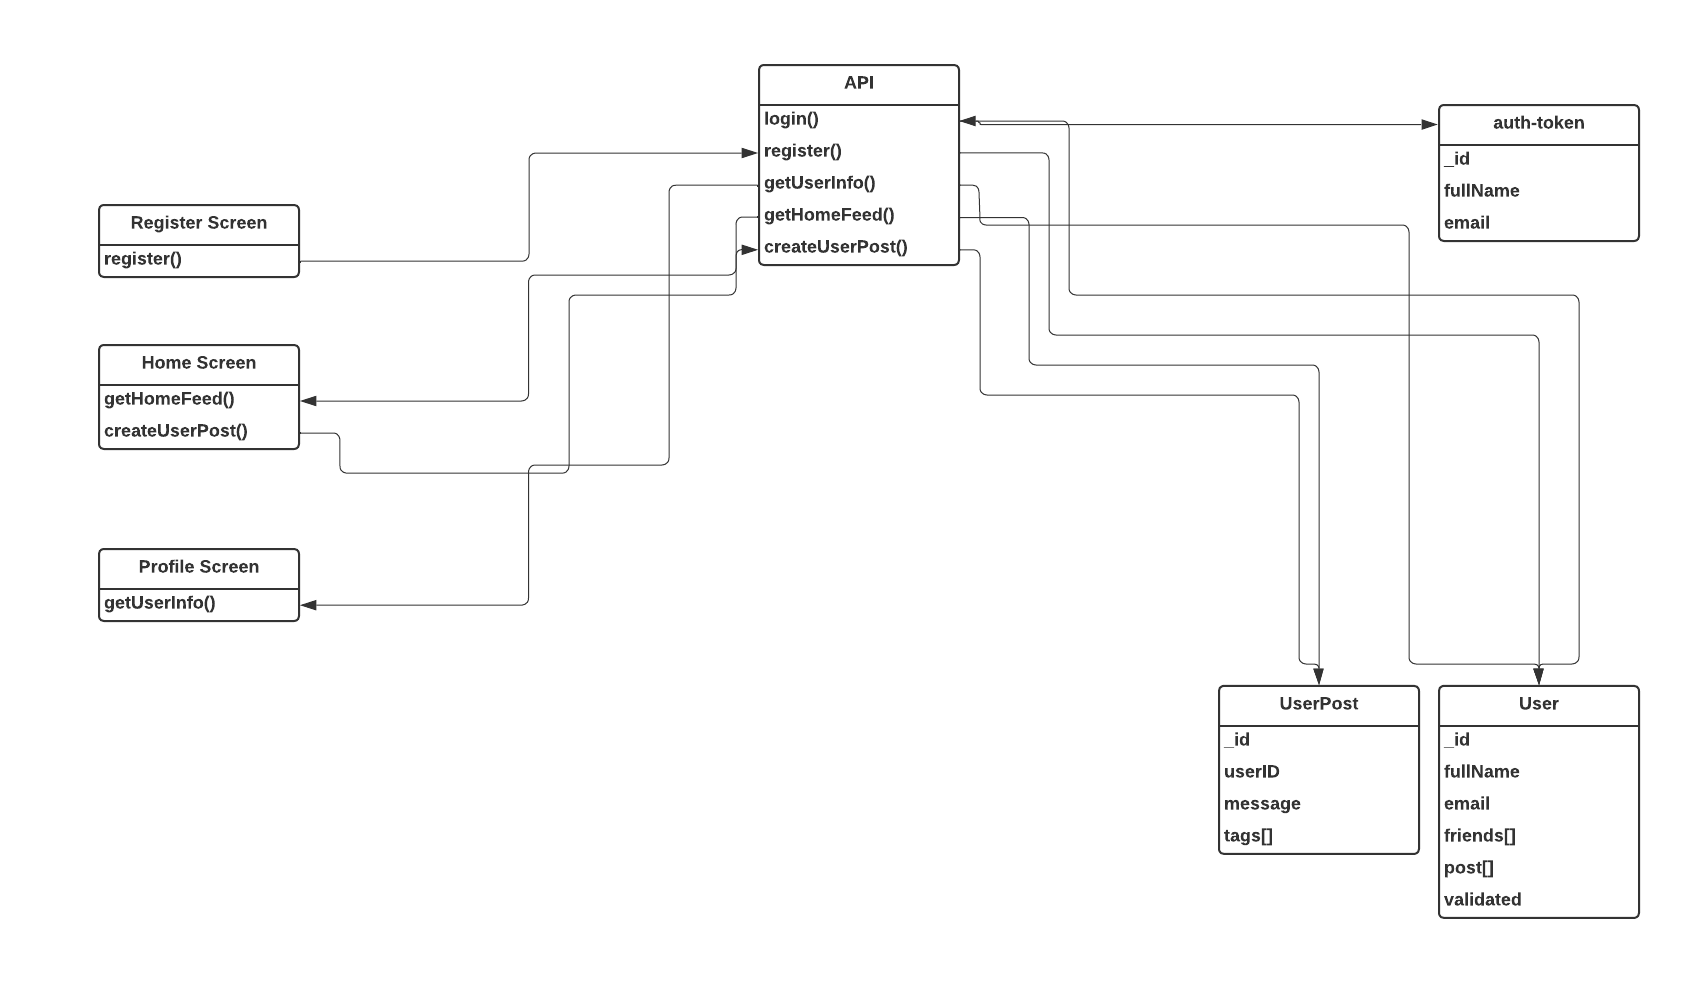 API
login()
register()
getUserInfo()
getHomeFeed()
createUserPost()
auth-token
_id
fullName
email
Register Screen
register()
Home Screen
getHomeFeed()
createUserPost()
Profile Screen
getUserInfo()
UserPost
_id
userID
message
tags[]
User
_id
fullName
email
friends[]
post[]
validated